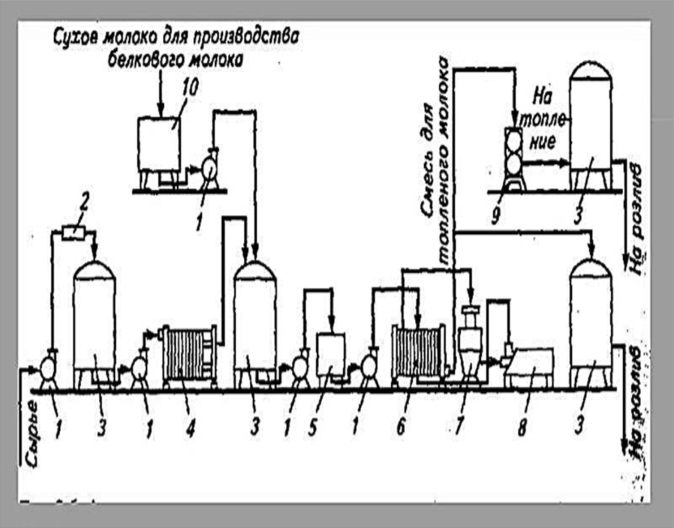 Сухое молоко для производства
белкового молока
10
1
2
Смесь для
топленого молока
На
топле-
ние
9
3
На розлив
На розлив
Сырье
1
3
1
4
3
1
5
1
6
7
8
3